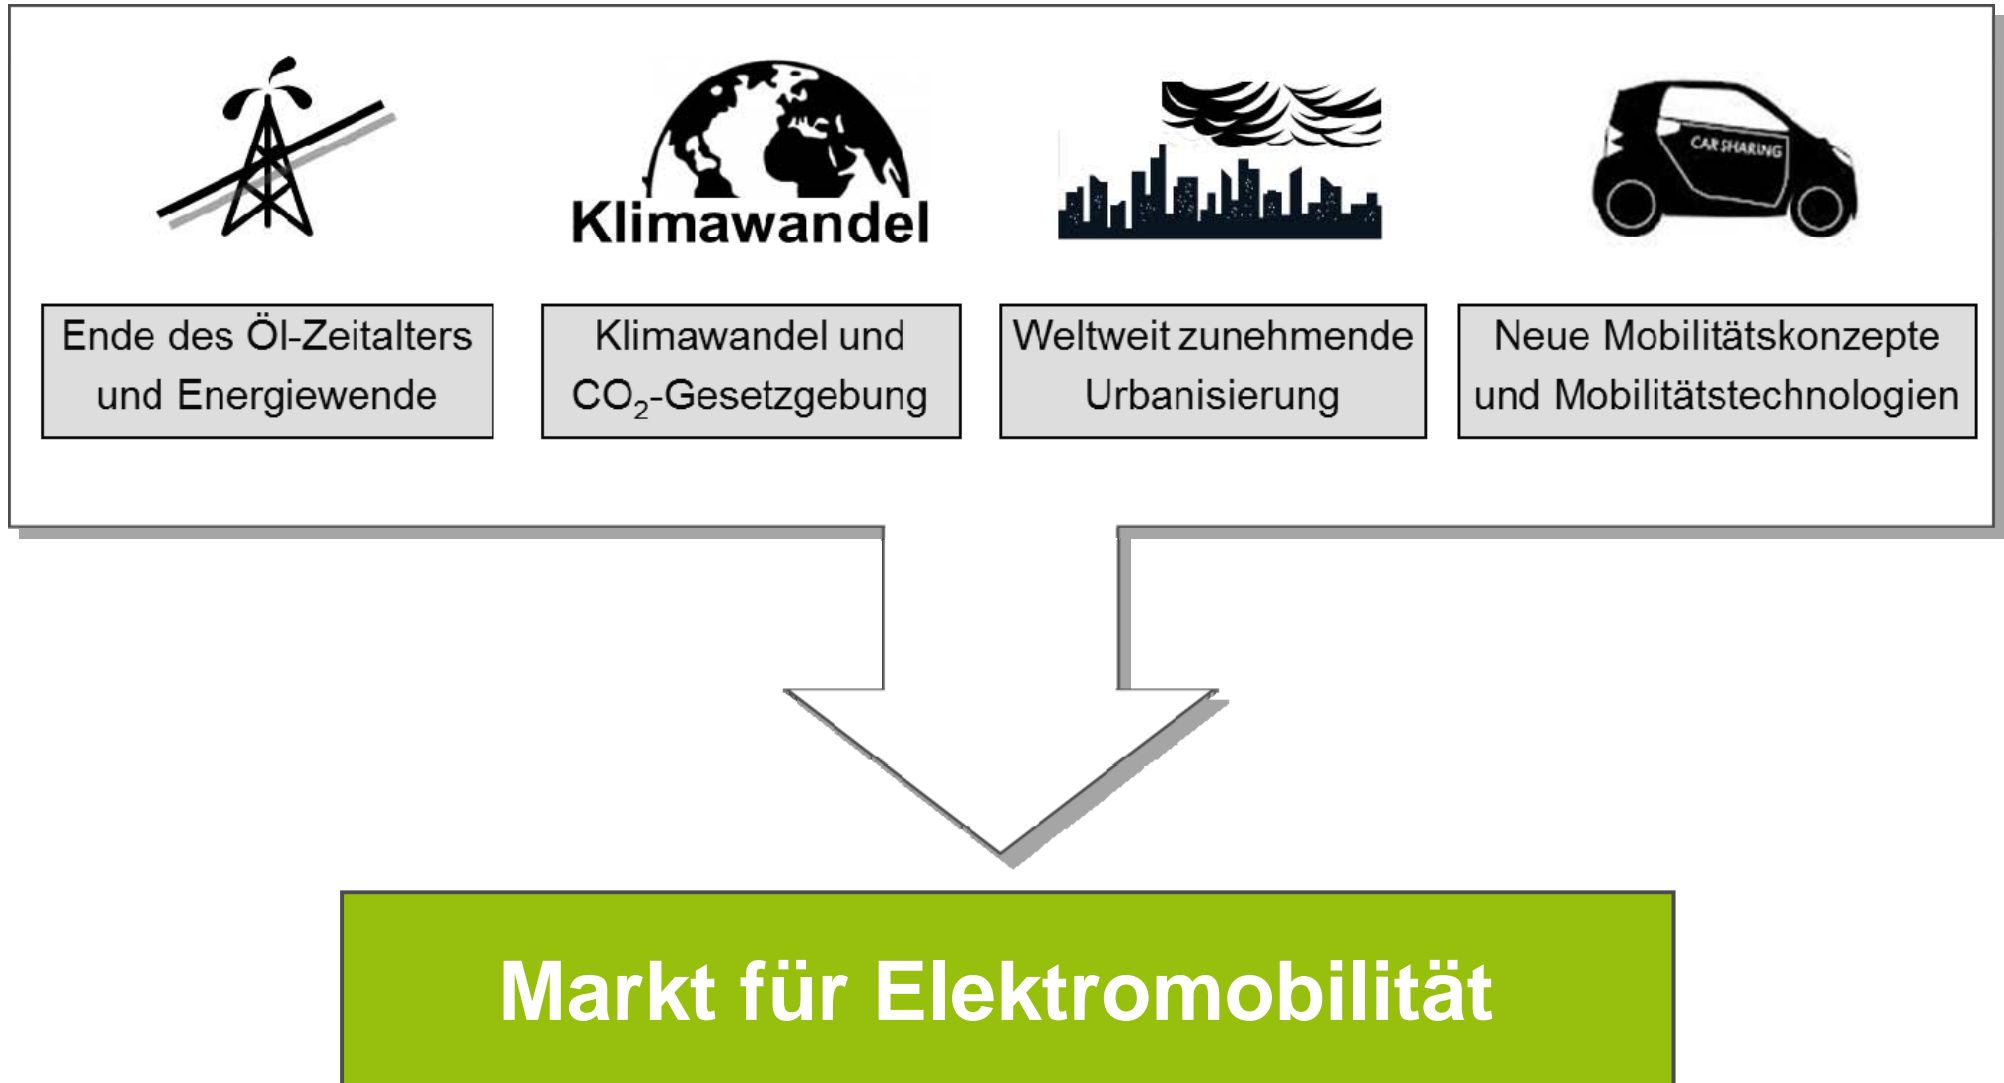 CAR SHARING
Klimawandel
Ende des Öl-Zeitalters
und Energiewende
Klimawandel und
CO₂-Gesetzgebung
Weltweit zunehmende
Urbanisierung
Neue Mobilitätskonzepte
und Mobilitätstechnologien
Markt für Elektromobilität